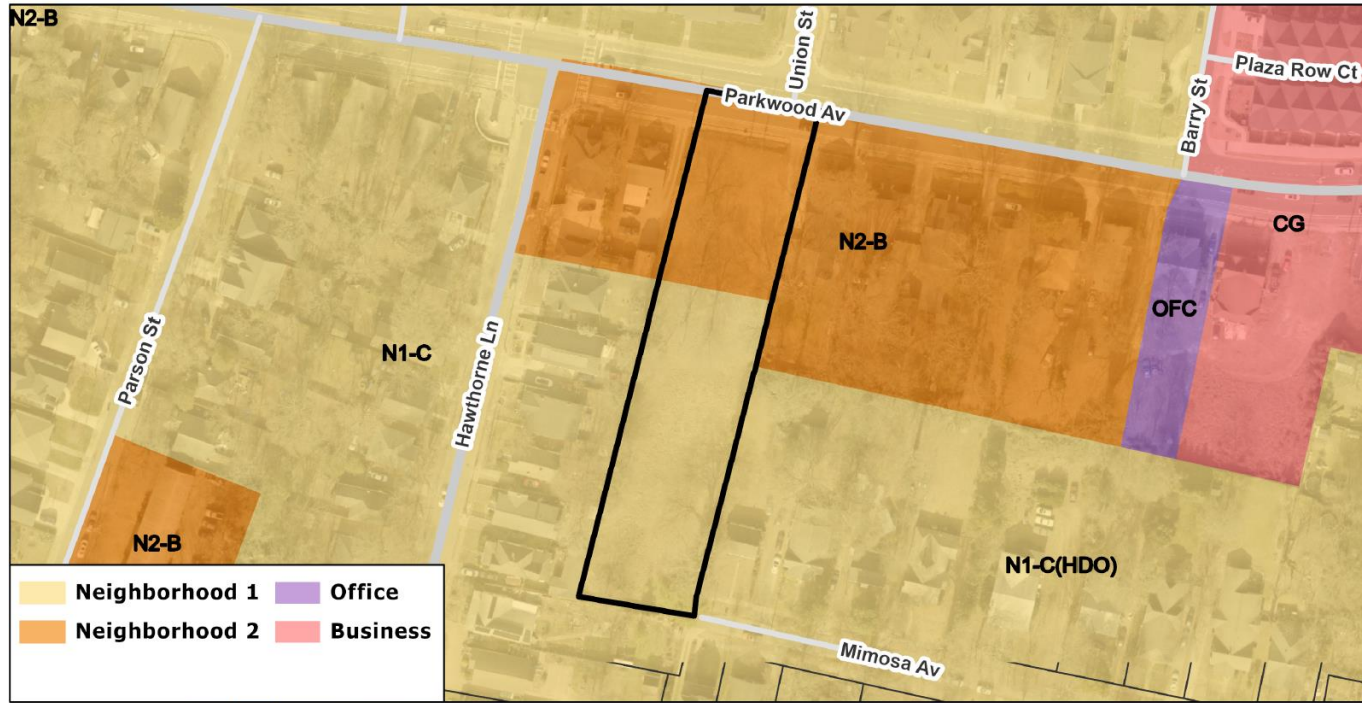 N2-B
Union St
Plaza Row Ct
Parkwood Av
Barry St
CG
N2-B
OFC
Parson St
N1-C
Hawthorne Ln
N2-B
N1-C(HDO)
Mimosa Av
Neighborhood 1
Office
Neighborhood 2
Business